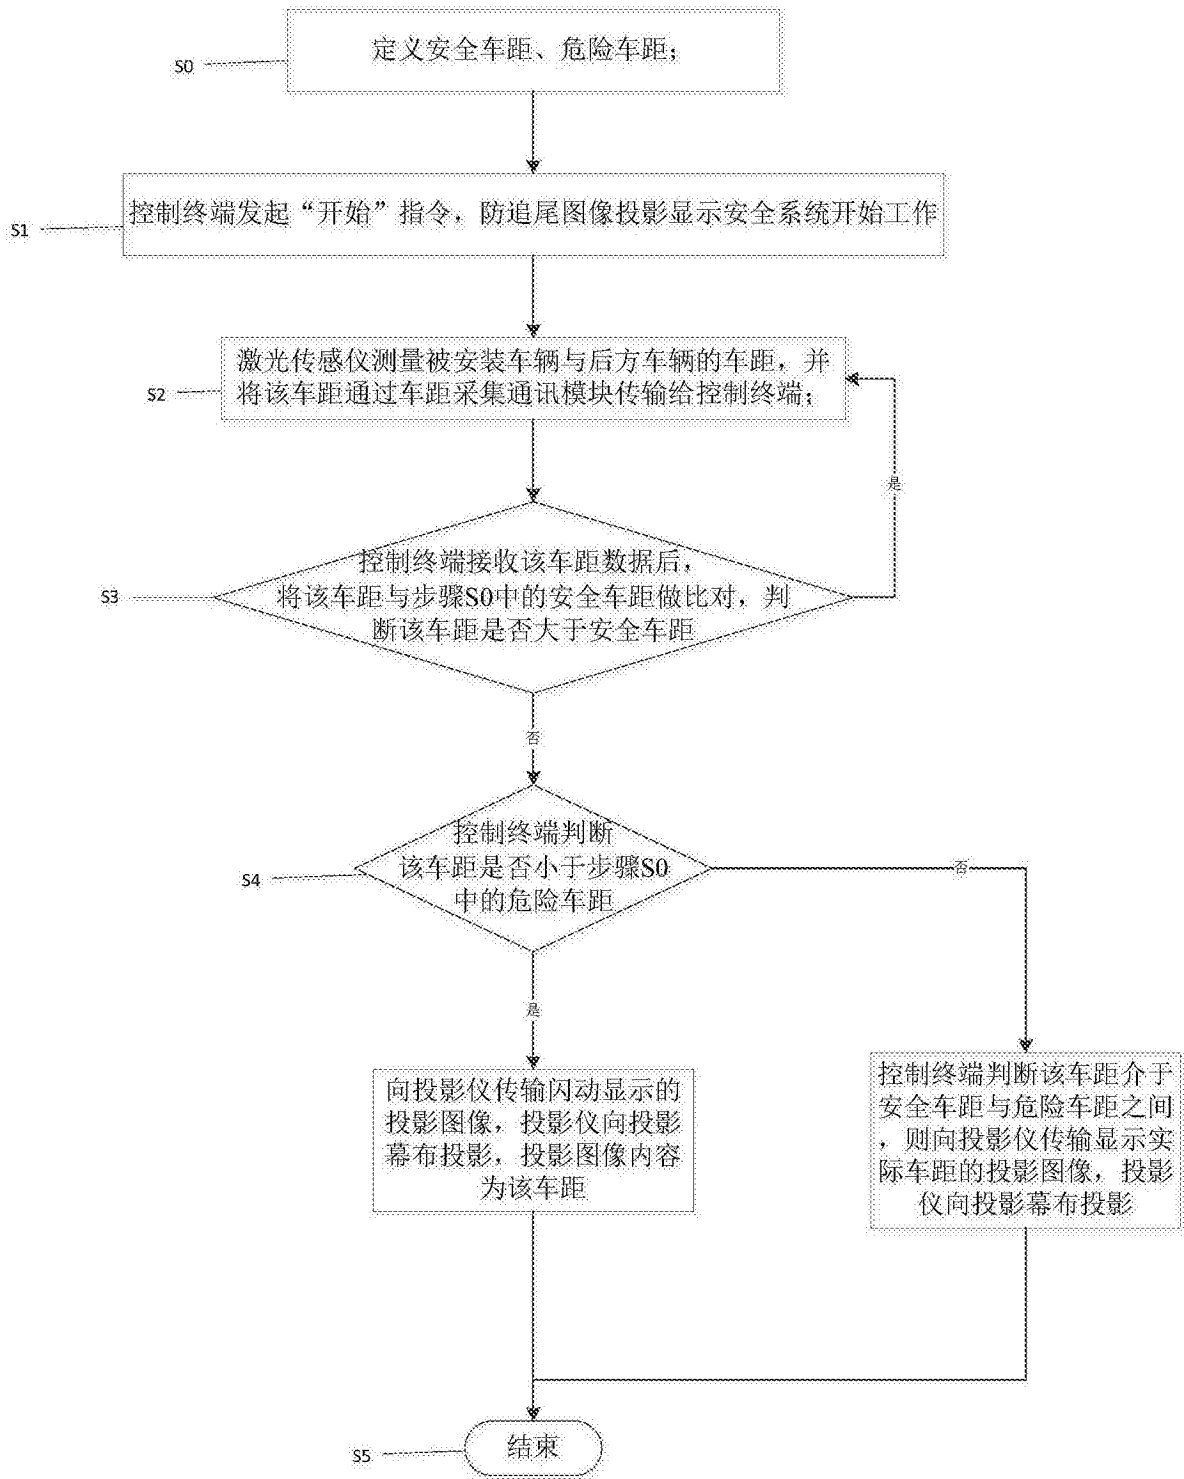 定义安全车距、危险车距；
S0
控制终端发起“开始”指令，防追尾图像投影显示安全系统开始工作
S1
激光传感仪测量被安装车辆与后方车辆的车距，并
将该车距通过车距采集通讯模块传输给控制终端；
S2
是
控制终端接收该车距数据后，
将该车距与步骤S0中的安全车距做比对，判
断该车距是否大于安全车距
S3
否
控制终端判断
该车距是否小于步骤S0
中的危险车距
S4
否
是
向投影仪传输闪动显示的
投影图像，投影仪向投影
幕布投影，投影图像内容
为该车距
控制终端判断该车距介于
安全车距与危险车距之间
，则向投影仪传输显示实
际车距的投影图像，投影
仪向投影幕布投影
结束
S5